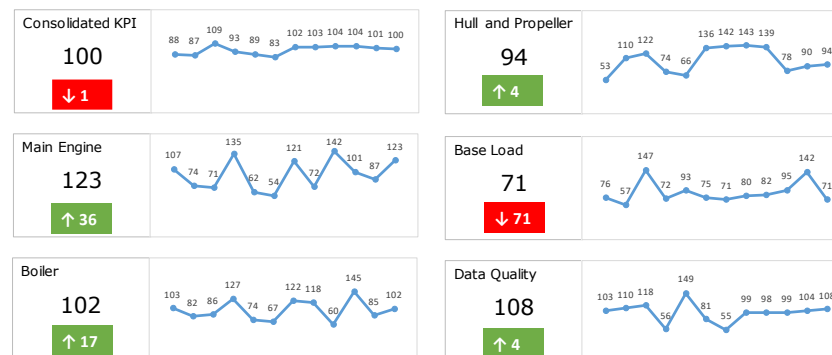 Consolidated KPI
100
↓ 1
88 87 109 93 89 83 102 103 104 104 101 100
Hull and Propeller
94
↑ 4
53 110 122 74 66 136 142 143 139 78 90 94
Main Engine
123
↑ 36
107 74 71 135 62 54 121 72 142 101 87 123
Base Load
71
↓ 71
76 57 147 72 93 75 71 80 82 95 142 71
Boiler
102
↑ 17
103 82 86 127 74 67 122 118 60 145 85 102
Data Quality
108
↑ 4
103 110 118 56 149 81 55 99 98 99 104 108